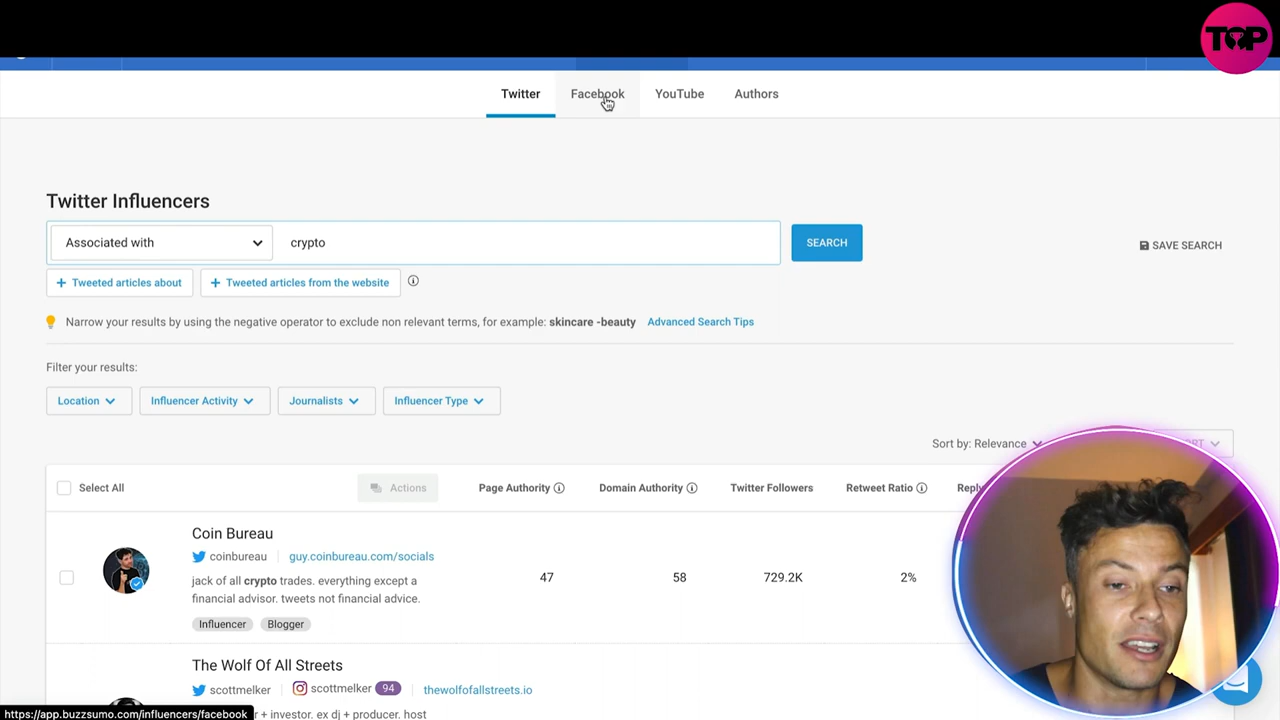 TOP
Twitter Facebook YouTube Authors
Twitter Influencers
Associated with crypto SEARCH SAVE SEARCH
+ Tweeted articles about + Tweeted articles from the website
Narrow your results by using the negative operator to exclude non relevant terms, for example: skincare -beauty Advanced Search Tips
Filter your results:
Location Influencer Activity Journalists Influencer Type
Sort by: Relevance
Select All Actions Page Authority Domain Authority Twitter Followers Retweet Ratio
Coin Bureau
coinbureau guy.coinbureau.com/socials
jack of all crypto trades. everything except a
financial advisor. tweets not financial advice.
47 58 729.2K 2%
Influencer Blogger
The Wolf Of All Streets
scottmelker scottmelker 94 thewolfofallstreets.io
+ investor. ex dj + producer. host
https://app.buzzsumo.com/influencers/facebook